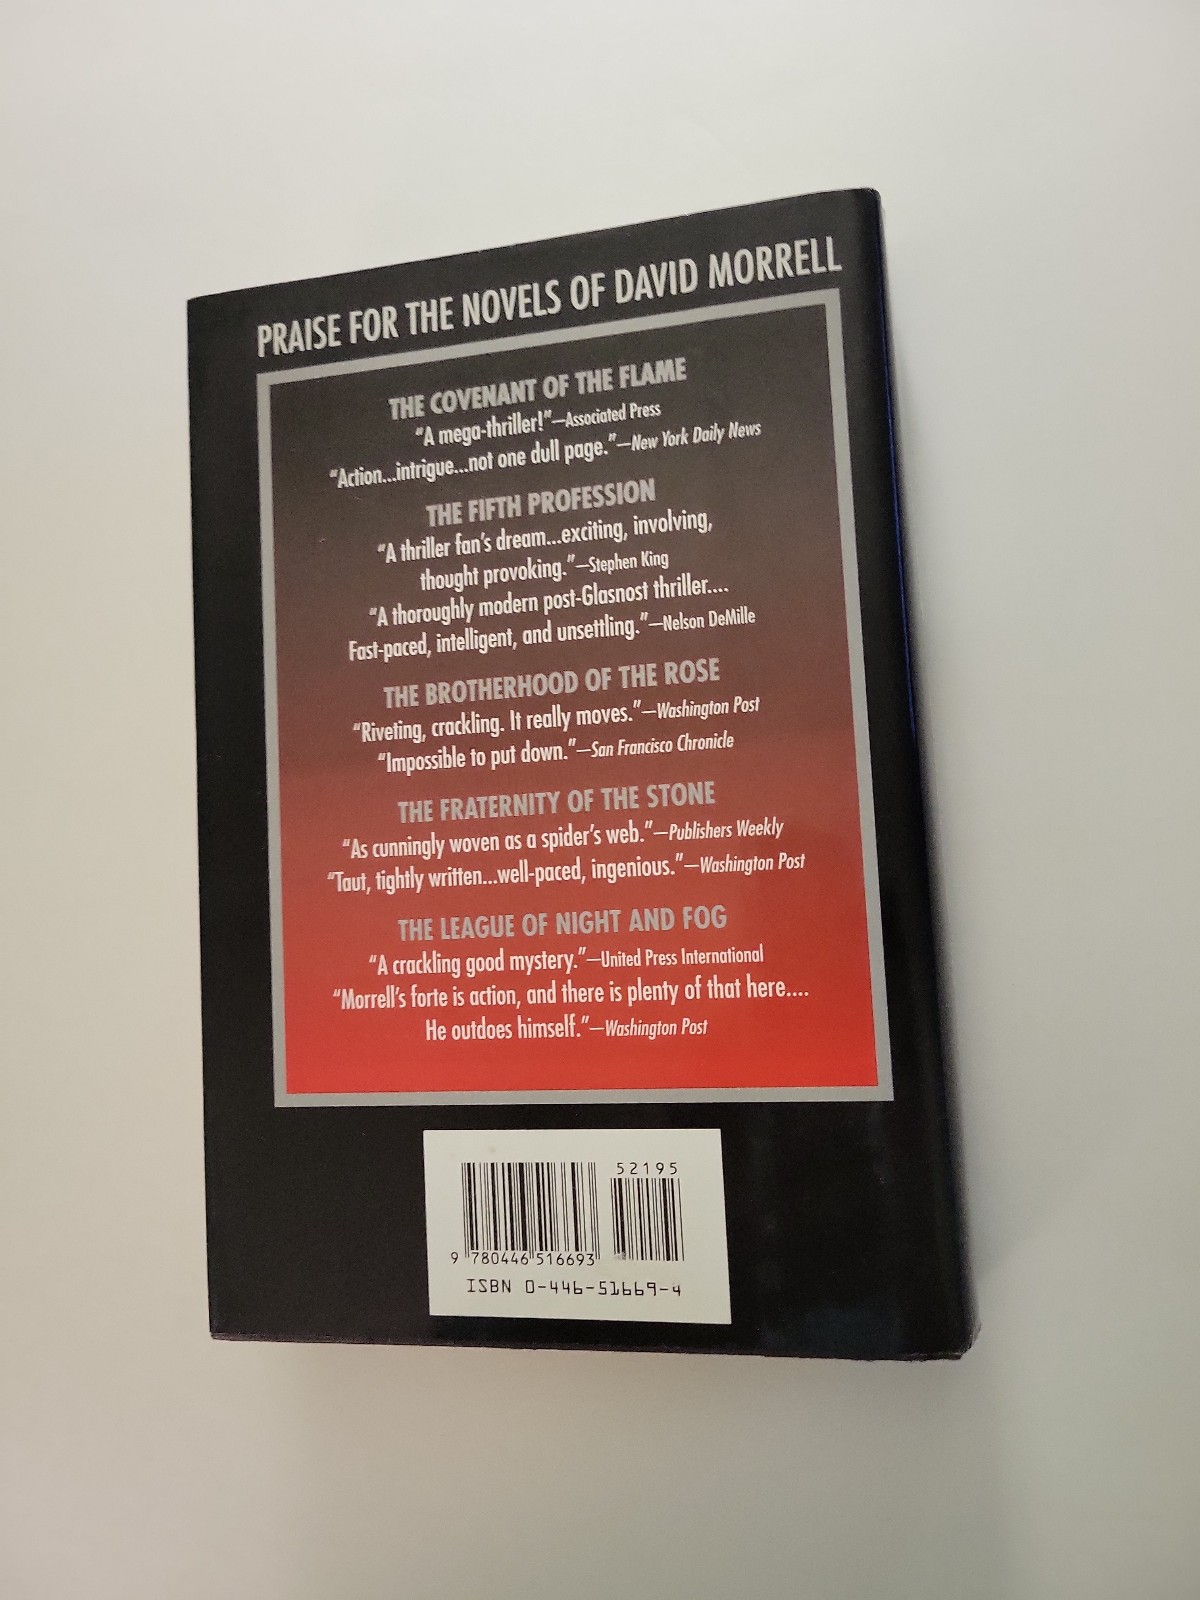 PRAISE FOR THE NOVELS OF DAVID MORRELL
THE COVENANT OF THE FLAME
“A mega-thriller!”—Associated Press
“Action...intrigue...not one dull page.”—New York Daily News
THE FIFTH PROFESSION
“A thriller fan’s dream...exciting, involving,
thought provoking.”—Stephen King
“A thoroughly modern post-Glasnost thriller....
Fast-paced, intelligent, and unsettling.”—Nelson DeMille
THE BROTHERHOOD OF THE ROSE
“Riveting, crackling. It really moves.”—Washington Post
“Impossible to put down.”—San Francisco Chronicle
THE FRATERNITY OF THE STONE
“As cunningly woven as a spider’s web.”—Publishers Weekly
“Taut, tightly written...well-paced, ingenious.”—Washington Post
THE LEAGUE OF NIGHT AND FOG
“A crackling good mystery.”—United Press International
“Morrell’s forte is action, and there is plenty of that here....
He outdoes himself.”—Washington Post
52195
9 780446 516693
ISBN 0-446-51669-4